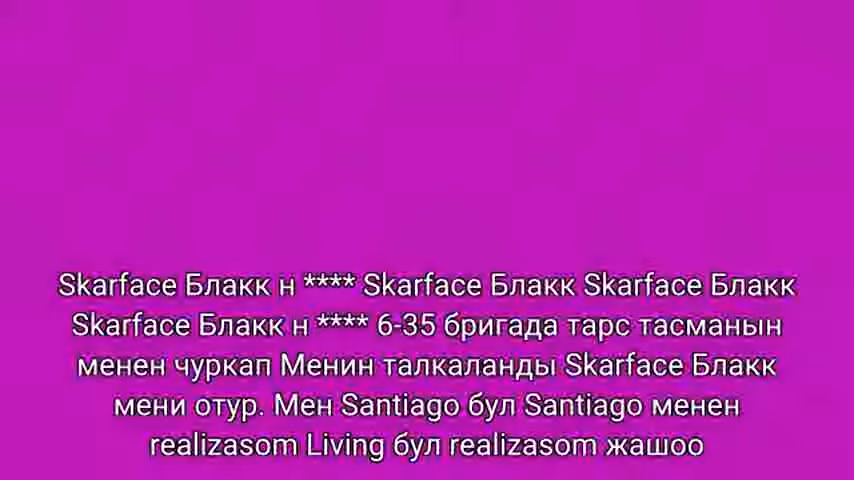 Skarface Блакк н **** Skarface Блакк Skarface Блакк
Skarface Блакк н **** 6-35 бригада тарс тасманын
менен чуркап Менин талкаланды Skarface Блакк
мени отур. Мен Santiago бул Santiago менен
realizasom Living бул realizasom жашоо